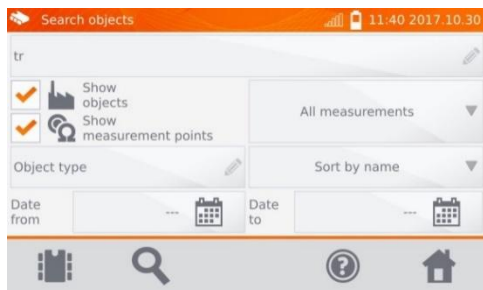 Search objects 11:40 2017.10.30
tr
Show
objects
Show
measurement points
All measurements
Object type
Sort by name
Date
from
---
Date
to
---